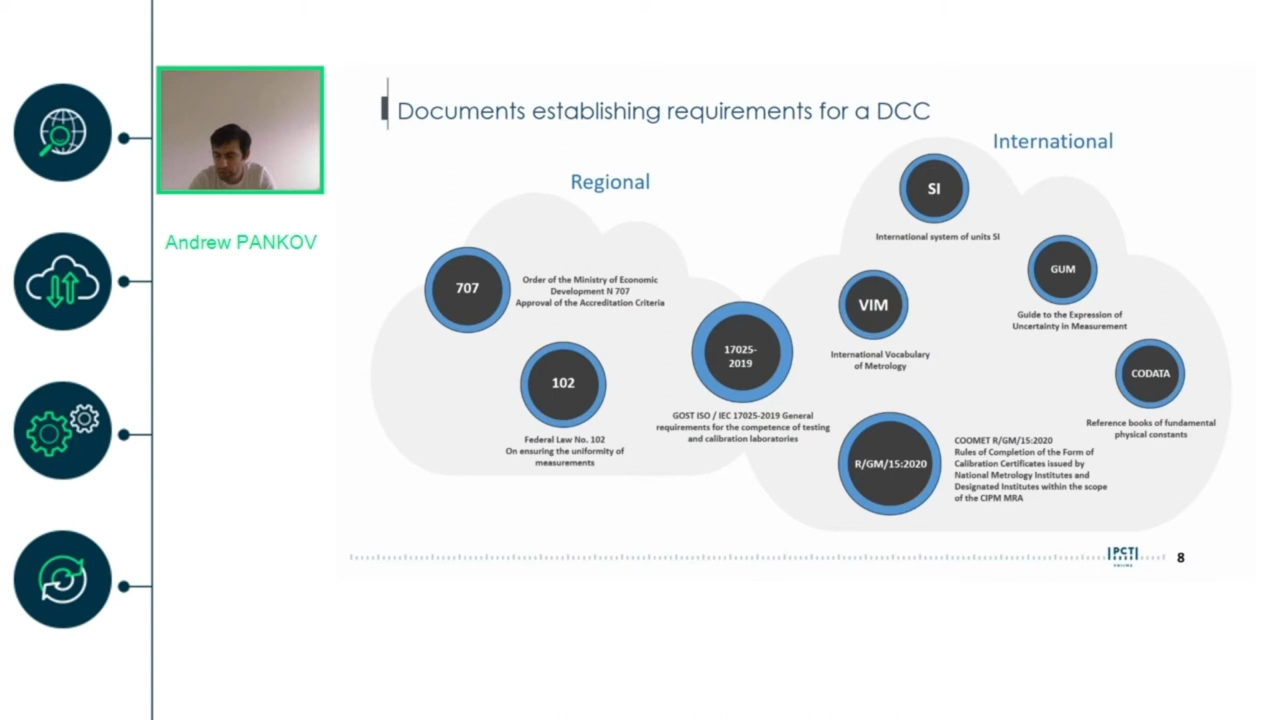 Documents establishing requirements for a DCC
International
Regional
Andrew PANKOV
SI
International system of units SI
707
Order of the Ministry of Economic
Development N 707
Approval of the Accreditation Criteria
GUM
Guide to the Expression of
Uncertainty in Measurement
VIM
International Vocabulary
of Metrology
17025-
2019
GOST ISO / IEC 17025-2019 General
requirements for the competence of testing
and calibration laboratories
102
Federal Law No. 102
On ensuring the uniformity of
measurements
CODATA
Reference books of fundamental
physical constants
R/GM/15:2020
COOMET R/GM/15:2020
Rules of Completion of the Form of
Calibration Certificates issued by
National Metrology Institutes and
Designated Institutes within the scope
of the CIPM MRA
РСТ
8